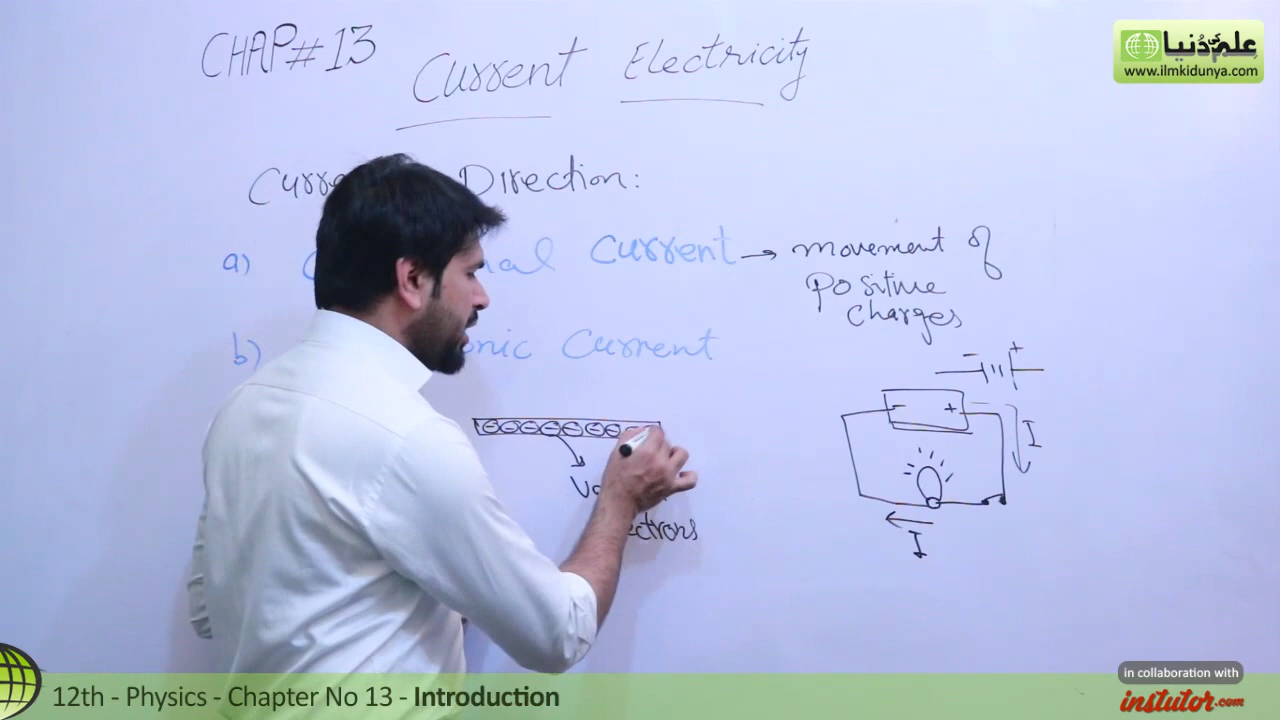 CHAP#13
Current Electricity
Direction:
a) Current → movement of
positive
charges
b) Current
- +
- +
I
I
علم کی دنیا
www.ilmkidunya.com
12th - Physics - Chapter No 13 - Introduction
in collaboration with
instutor.com